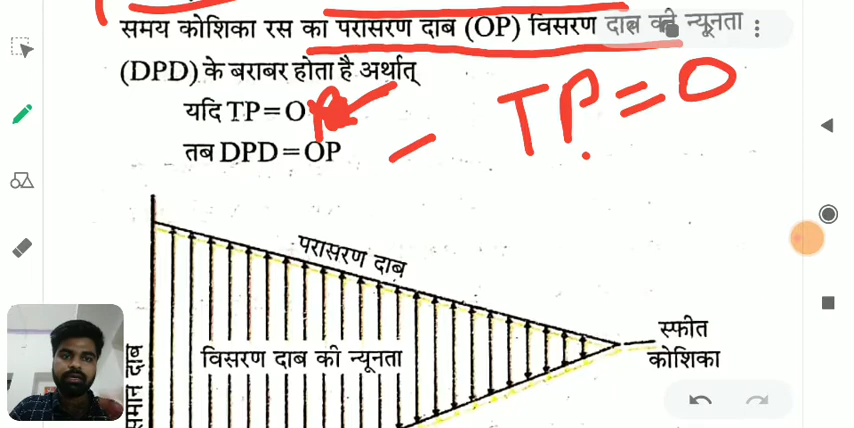 समय कोशिका रस का परासरण दाब (OP) विसरण दाब की न्यूनता
(DPD) के बराबर होता है अर्थात्
यदि TP = O
तब DPD = OP
TP = 0
परासरण दाब
विसरण दाब की न्यूनता
स्फीत
कोशिका
समान दाब